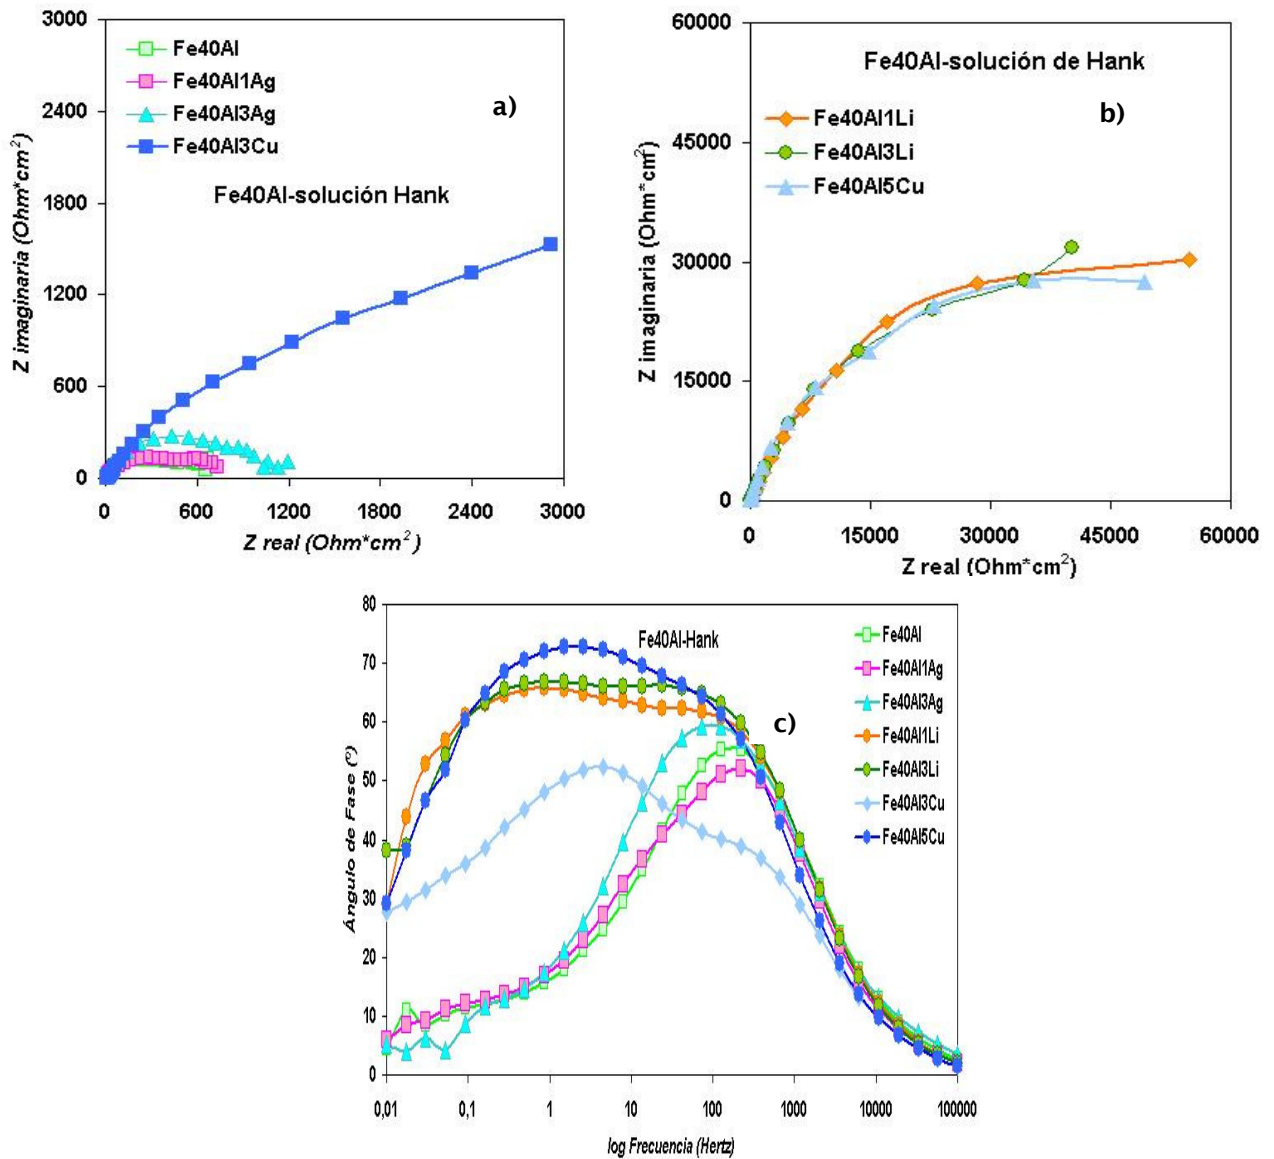 3000
2400
1800
1200
600
0
Z imaginaria (Ohm*cm²)
Fe40Al
Fe40Al1Ag
Fe40Al3Ag
Fe40Al3Cu
a)
Fe40Al-solución Hank
0 600 1200 1800 2400 3000
Z real (Ohm*cm²)
60000
45000
30000
15000
0
Z imaginaria (Ohm*cm²)
Fe40Al-solución de Hank
b)
Fe40Al1Li
Fe40Al3Li
Fe40Al5Cu
0 15000 30000 45000 60000
Z real (Ohm*cm²)
80
70
60
50
40
30
20
10
0
Ángulo de Fase (°)
Fe40Al-Hank
Fe40Al
Fe40Al1Ag
Fe40Al3Ag
Fe40Al1Li
Fe40Al3Li
Fe40Al3Cu
Fe40Al5Cu
c)
0,01 0,1 1 10 100 1000 10000 100000
log Frecuencia (Hertz)